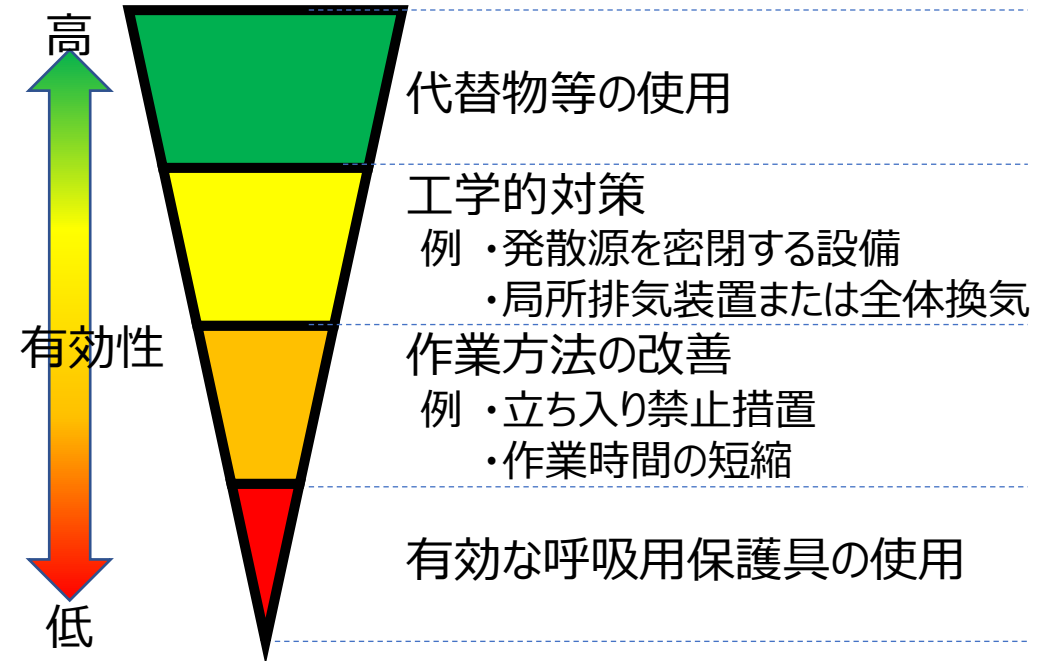 高
代替物等の使用
工学的対策
例 ・発散源を密閉する設備
・局所排気装置または全体換気
有効性
作業方法の改善
例 ・立ち入り禁止措置
・作業時間の短縮
有効な呼吸用保護具の使用
低